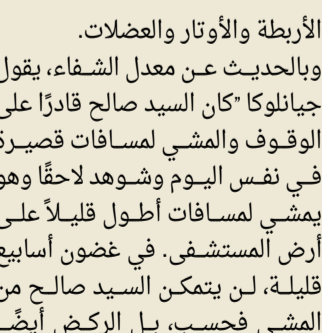 الأربطة والأوتار والعضلات.
وبالحديث عن معدل الشفاء، يقول
جيانلوكا "كان السيد صالح قادرًا على
الوقوف والمشي لمسافات قصيرة
في نفس اليوم وشوهد لاحقًا وهو
يمشي لمسافات أطول قليلاً على
أرض المستشفى. في غضون أسابيع
قليلة، لن يتمكن السيد صالح من
المشي فحسب، بل الركض أيضًا